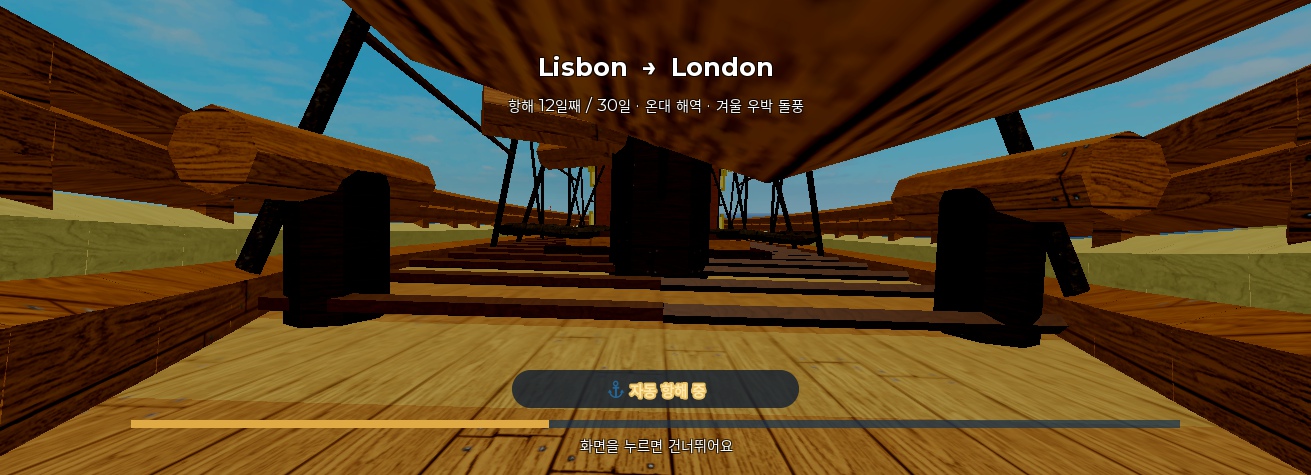 Lisbon → London
항해 12일째 / 30일 · 온대 해역 · 겨울 우박 돌풍
⚓ 자동 항해 중
화면을 누르면 건너뛰어요